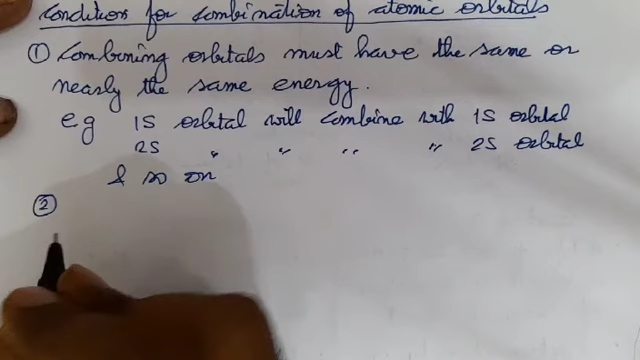 Condition for combination of atomic orbitals
① Combining orbitals must have the same or
nearly the same energy.
eg 1S orbital will combine with 1S orbital
2S " " " " 2S orbital
& so on
②